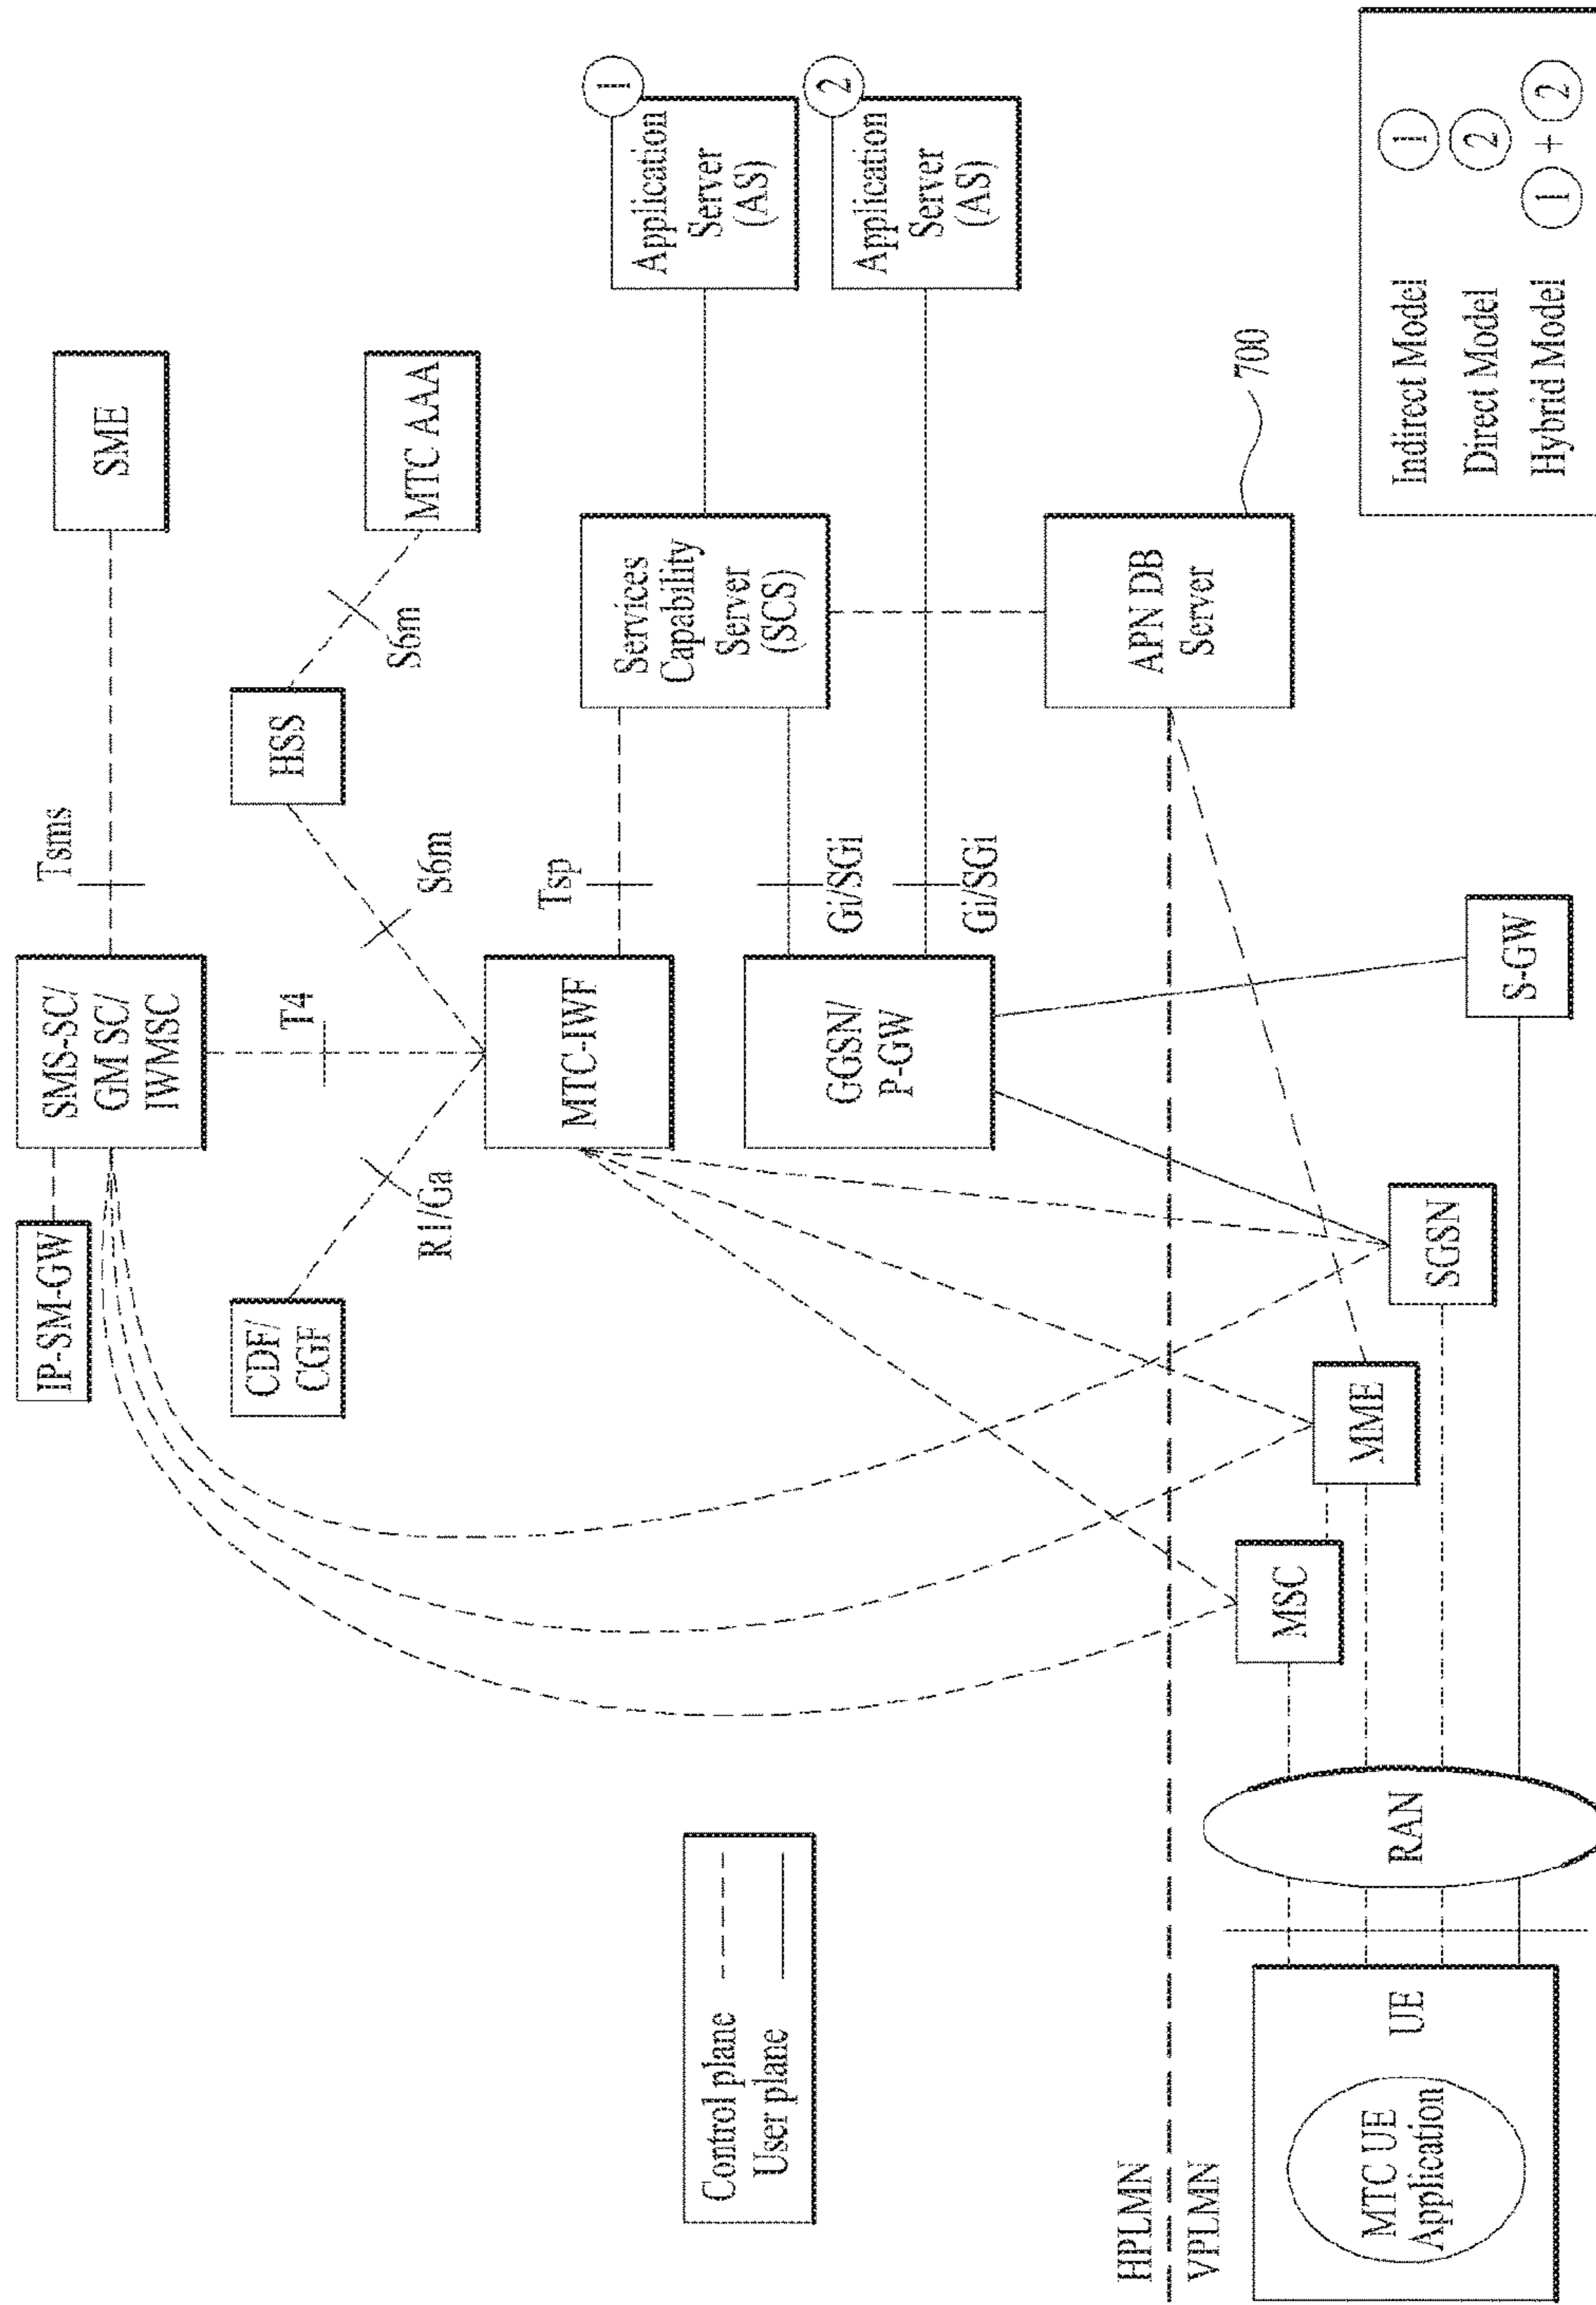 IP-SM-GW
SMS-SC/
GM SC/
IWMSC
Tsms
SME
CDF/
CGF
R1/Ga
T4
S6m
HSS
S6m
MTC AAA
MTC-IWF
Tsp
Services
Capability
Server
(SCS)
1
Application
Server
(AS)
GGSN/
P-GW
Gi/SGi
Gi/SGi
2
Application
Server
(AS)
Control plane
User plane
APN DB
Server
700
HPLMN
VPLMN
MTC UE
Application
UE
RAN
MSC
MME
SGSN
S-GW
Indirect Model 1
Direct Model 2
Hybrid Model 1 + 2